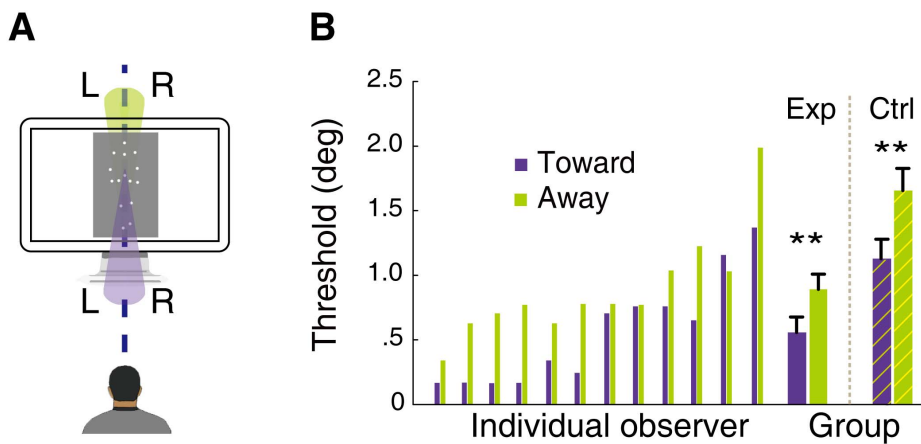 A
B
L R
L R
Threshold (deg)
2.5
2.0
1.5
1.0
.5
0
Toward
Away
Exp
Ctrl
**
**
Individual observer
Group